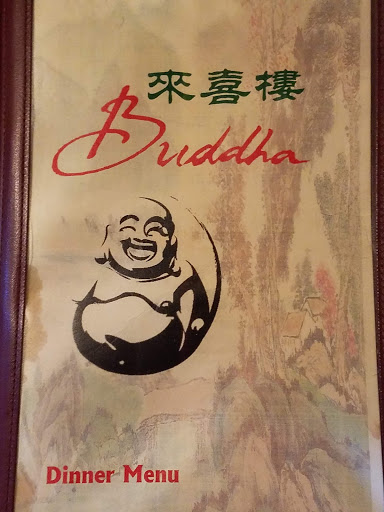 來喜樓
Buddha
Dinner Menu